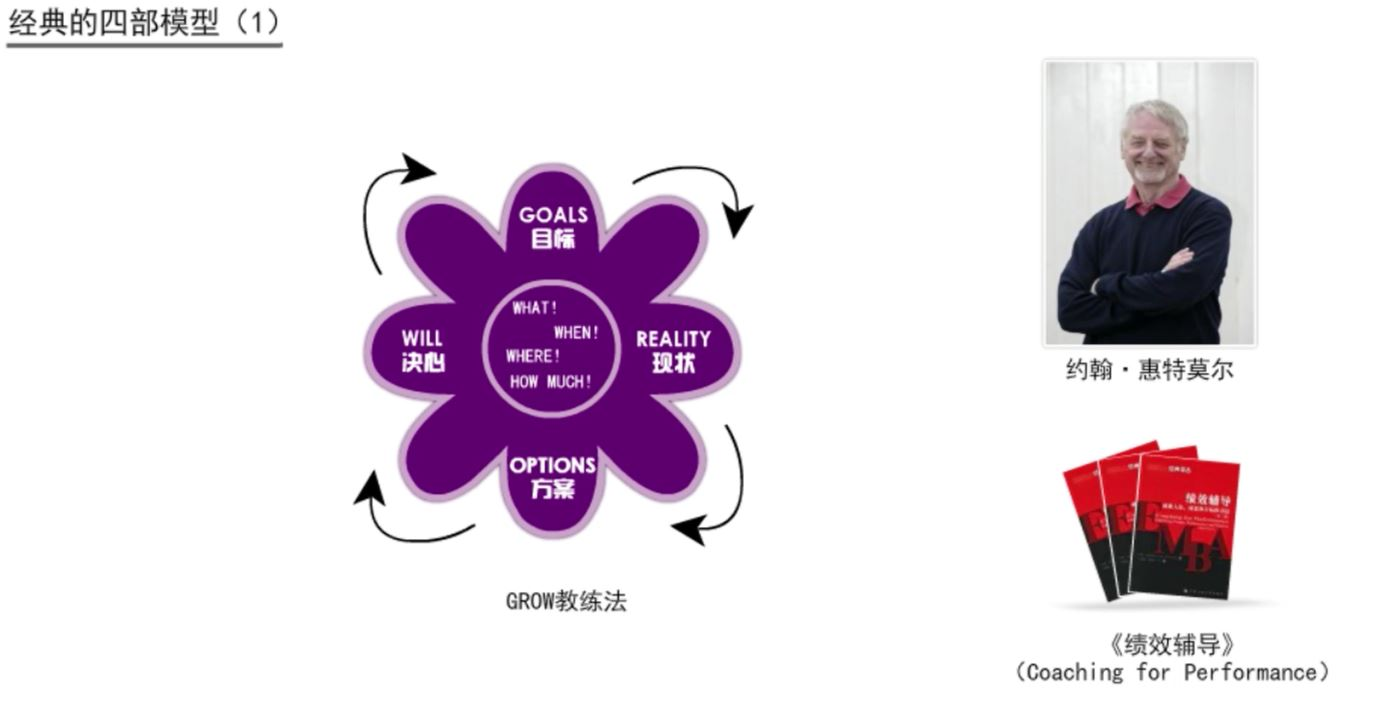 经典的四部模型（1）
GOALS
目标
WHAT!
WHEN!
WHERE!
HOW MUCH!
WILL
决心
REALITY
现状
OPTIONS
方案
GROW教练法
约翰·惠特莫尔
绩效辅导
EMBA
《绩效辅导》
（Coaching for Performance）